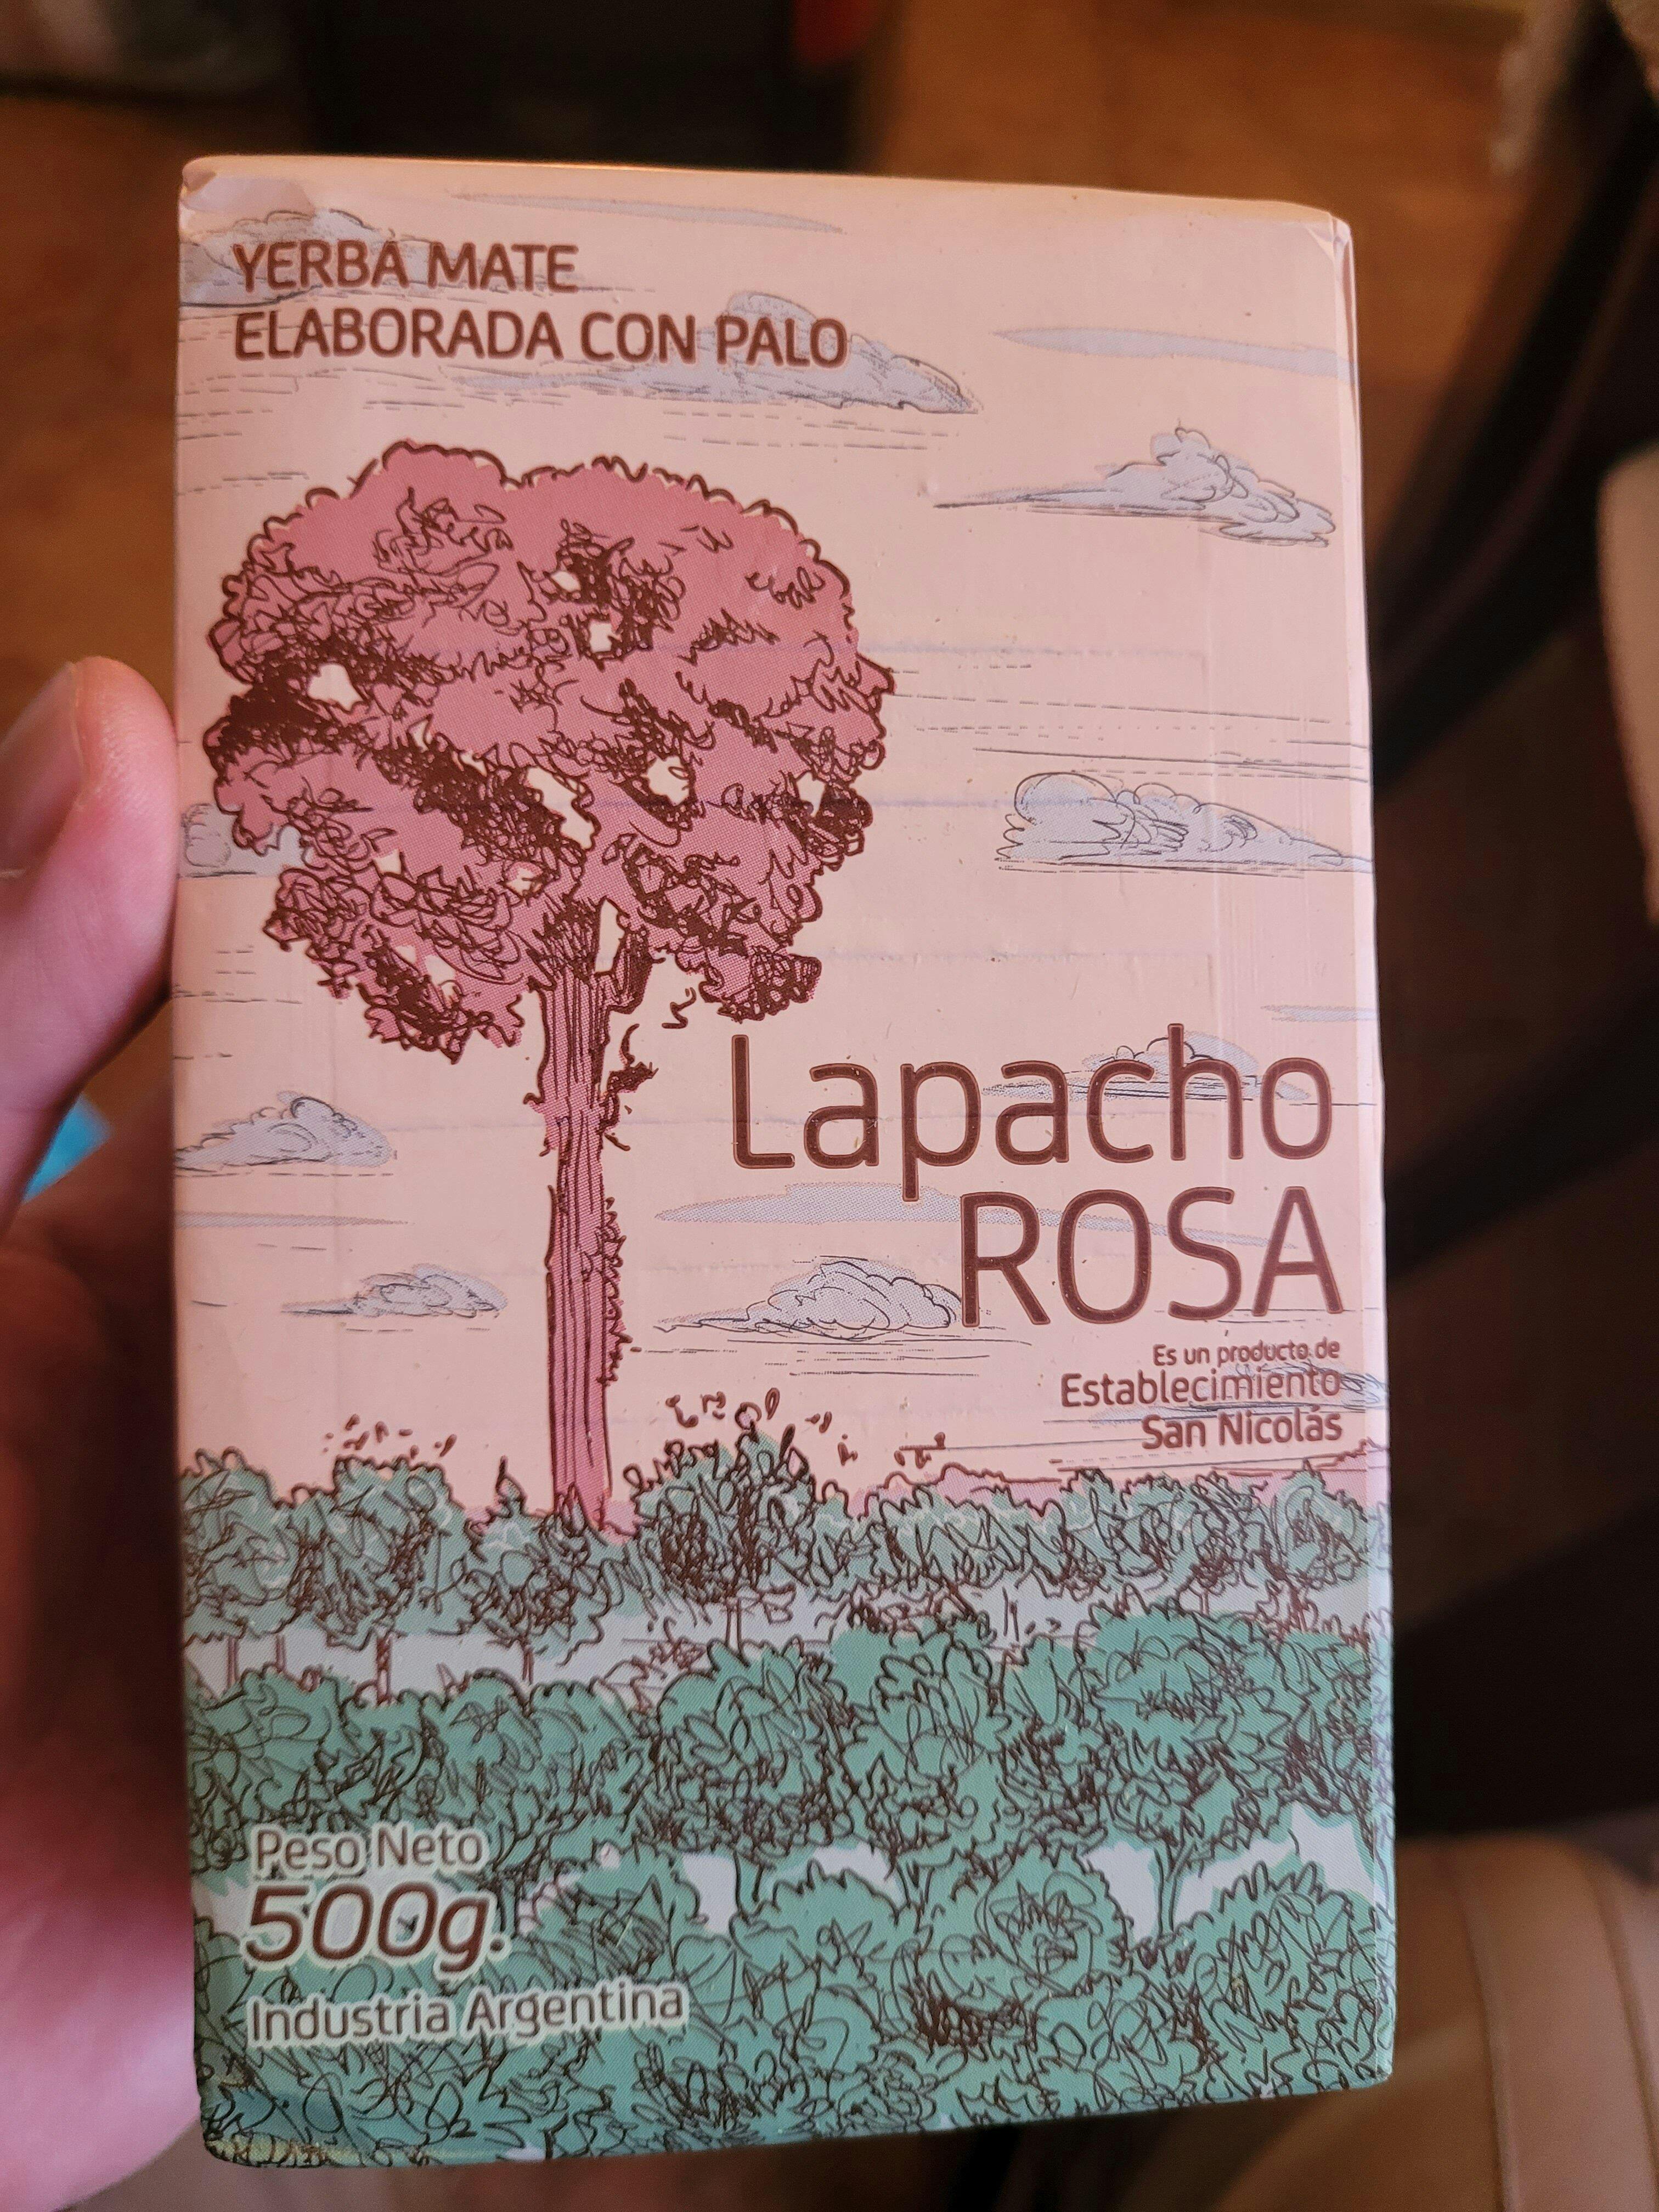 YERBA MATE
ELABORADA CON PALO
Lapacho
ROSA
Es un producto de
Establecimiento
San Nicolás
Peso Neto
500g.
Industria Argentina